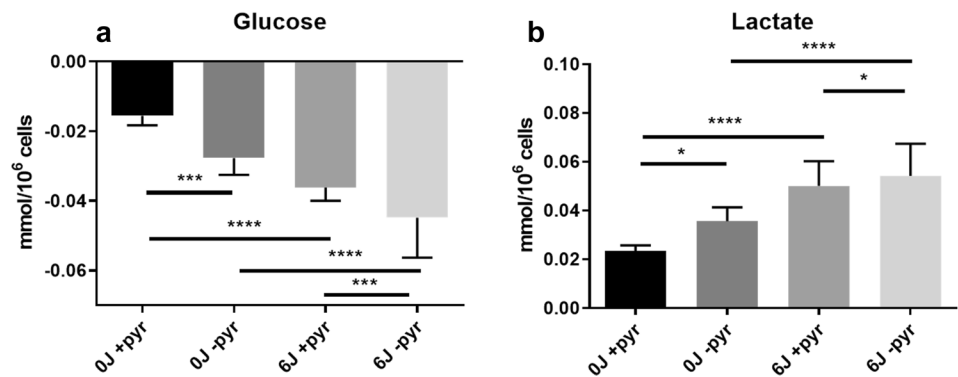 a
Glucose
mmol/10⁶ cells
0.00
-0.02
-0.04
-0.06
***
****
****
***
0J +pyr
0J -pyr
6J +pyr
6J -pyr
b
Lactate
mmol/10⁶ cells
0.10
0.08
0.06
0.04
0.02
0.00
****
*
****
*
0J +pyr
0J -pyr
6J +pyr
6J -pyr